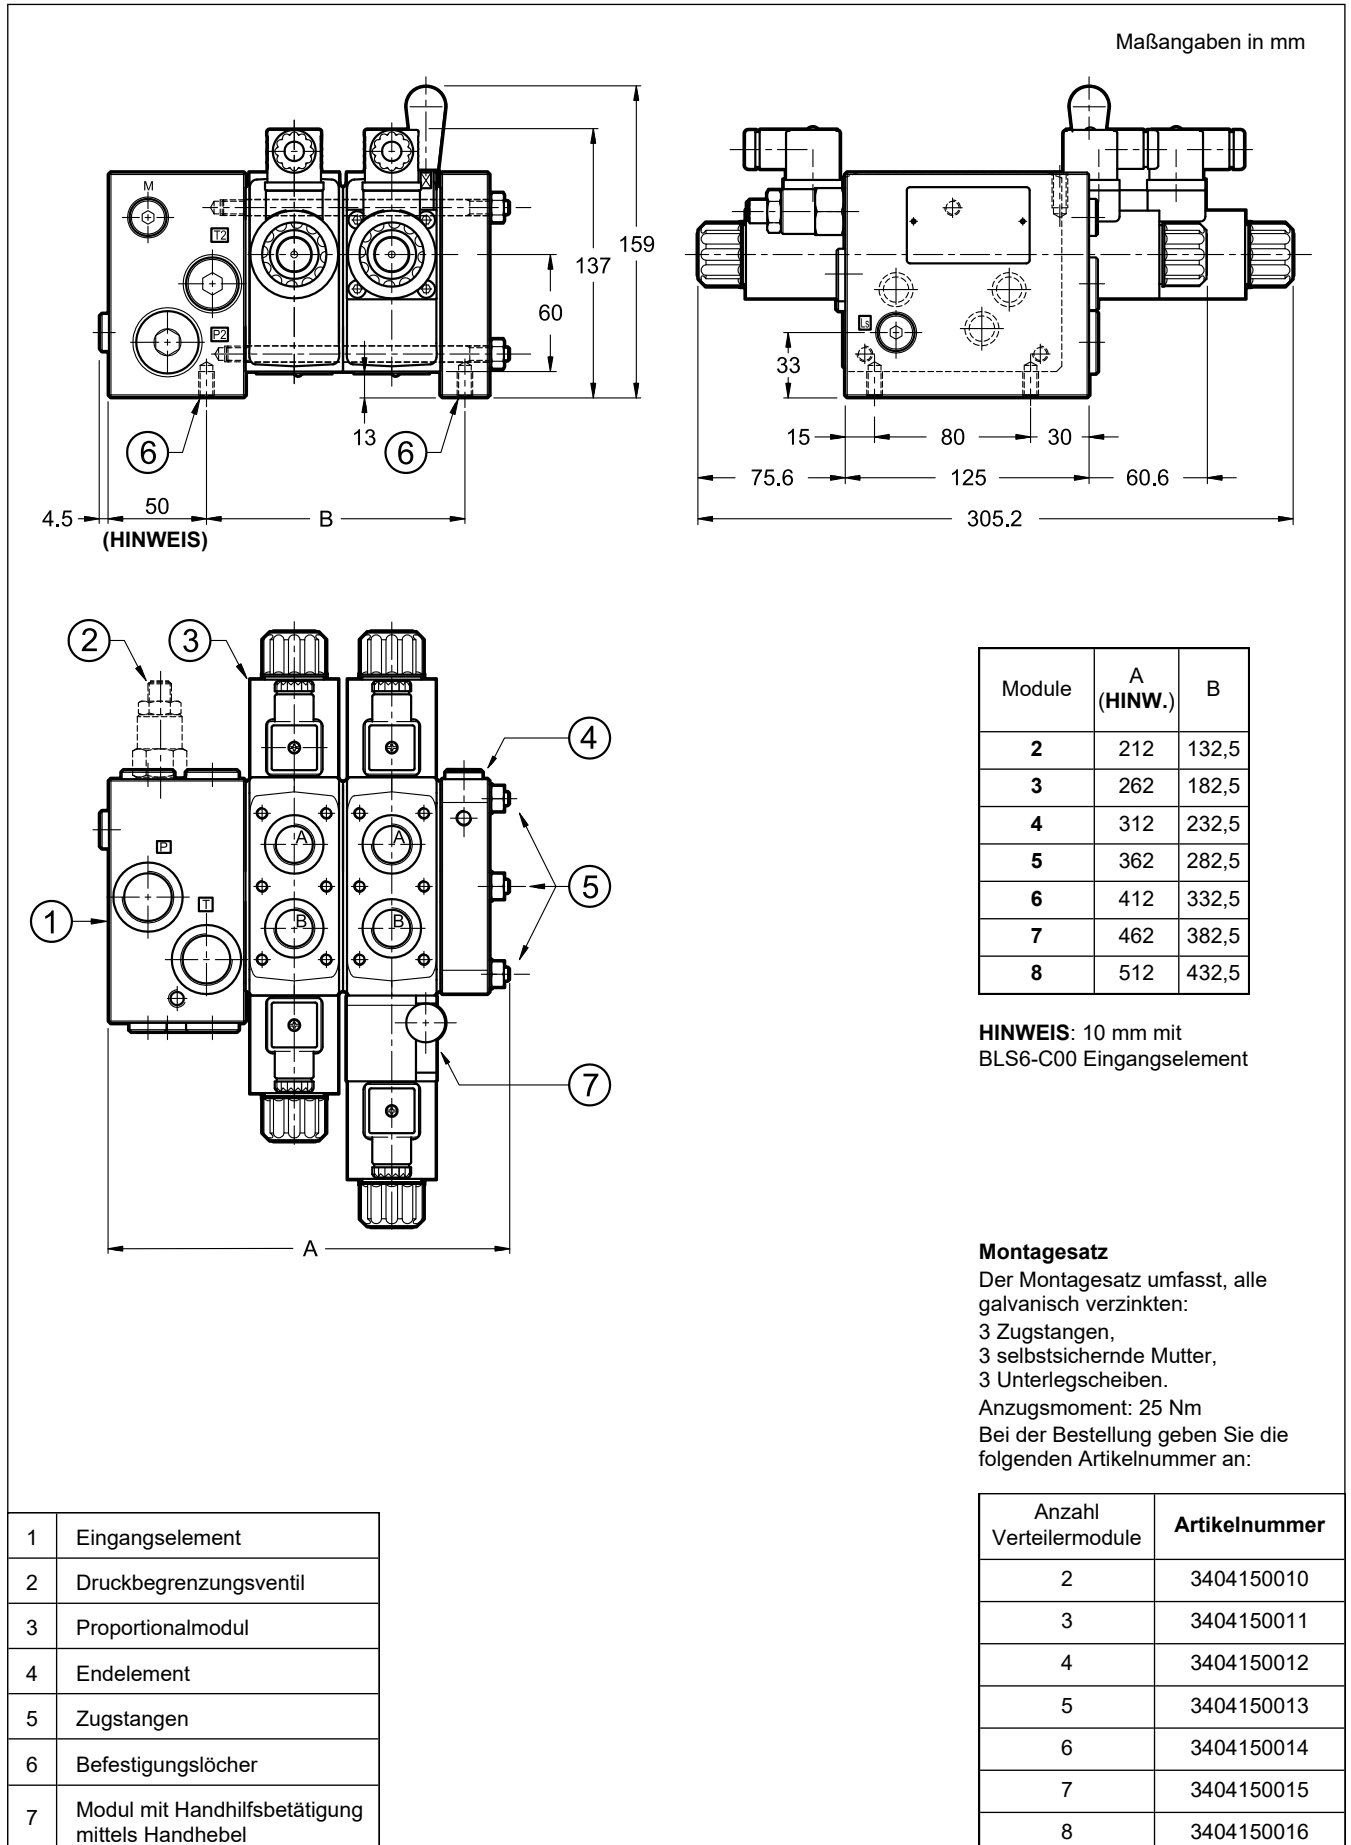 Maßangaben in mm
M
T2
P2
159
137
60
13
6
6
4.5
50
B
(HINWEIS)
Ls
33
15
80
30
75.6
125
60.6
305.2
2
3
4
5
1
7
P
T
A
A
B
B
A
Module A (HINW.) B
2 212 132,5
3 262 182,5
4 312 232,5
5 362 282,5
6 412 332,5
7 462 382,5
8 512 432,5
HINWEIS: 10 mm mit
BLS6-C00 Eingangselement
Montagesatz
Der Montagesatz umfasst, alle
galvanisch verzinkten:
3 Zugstangen,
3 selbstsichernde Mutter,
3 Unterlegscheiben.
Anzugsmoment: 25 Nm
Bei der Bestellung geben Sie die
folgenden Artikelnummer an:
Anzahl
Verteilermodule Artikelnummer
2 3404150010
3 3404150011
4 3404150012
5 3404150013
6 3404150014
7 3404150015
8 3404150016
1 Eingangselement
2 Druckbegrenzungsventil
3 Proportionalmodul
4 Endelement
5 Zugstangen
6 Befestigungslöcher
7 Modul mit Handhilfsbetätigung
mittels Handhebel